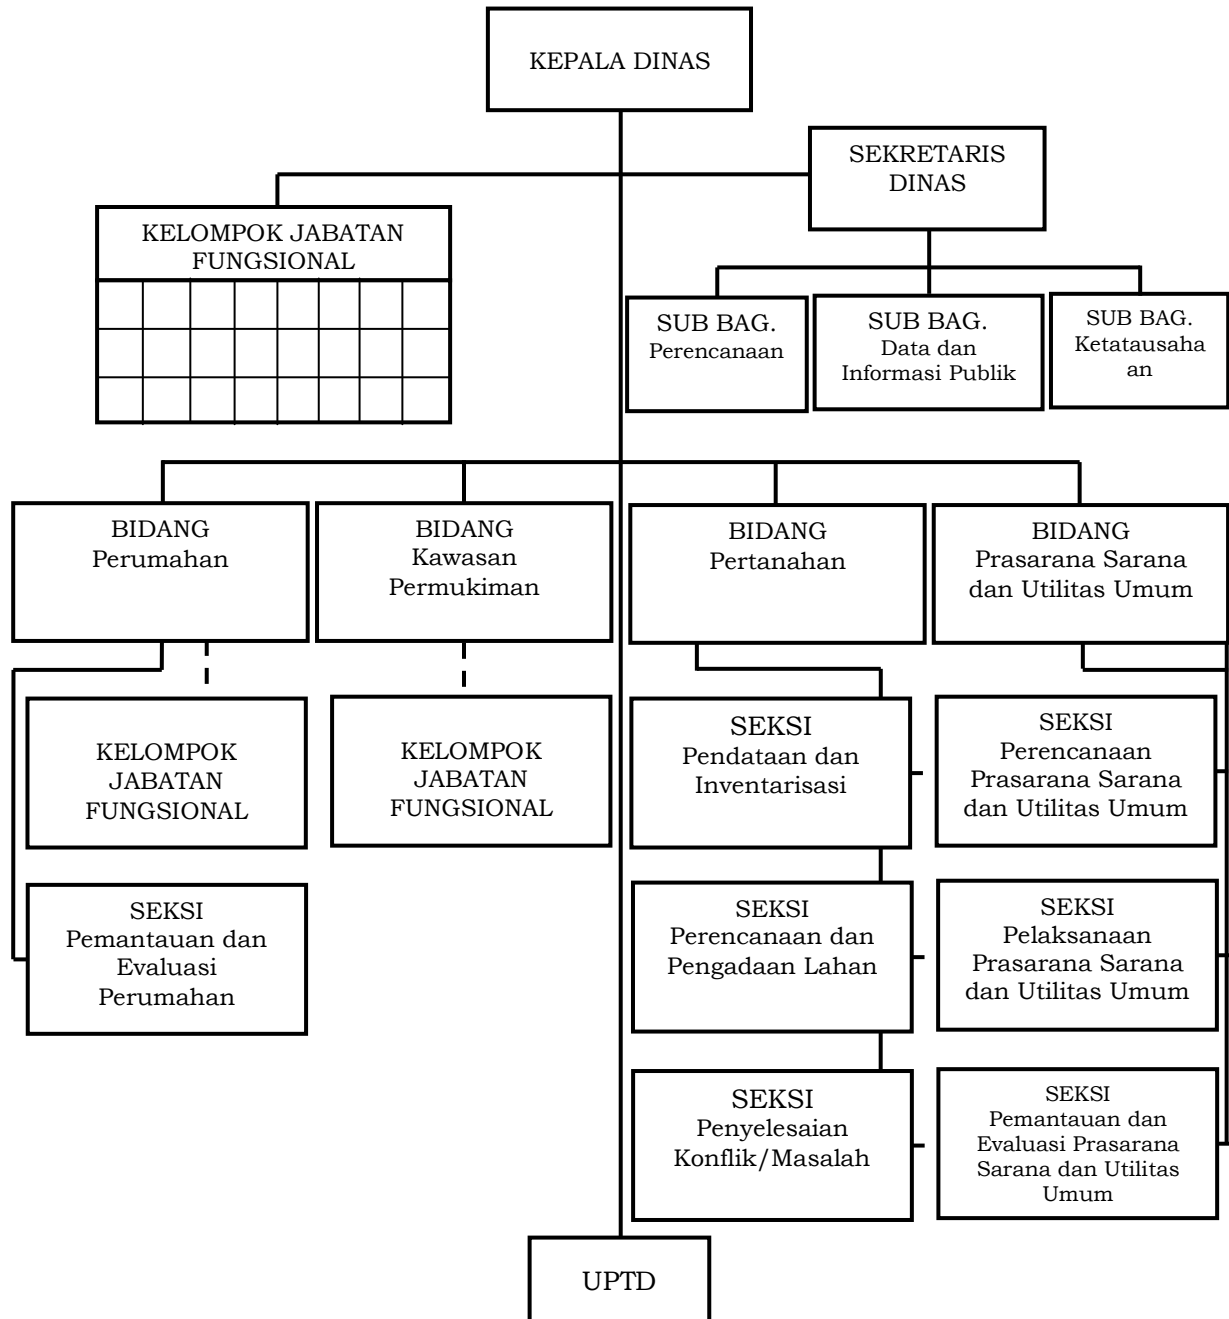 KEPALA DINAS
SEKRETARIS
DINAS
KELOMPOK JABATAN
FUNGSIONAL
SUB BAG.
Perencanaan
SUB BAG.
Data dan
Informasi Publik
SUB BAG.
Ketatausaha
an
BIDANG
Perumahan
BIDANG
Kawasan
Permukiman
BIDANG
Pertanahan
BIDANG
Prasarana Sarana
dan Utilitas Umum
KELOMPOK
JABATAN
FUNGSIONAL
KELOMPOK
JABATAN
FUNGSIONAL
SEKSI
Pendataan dan
Inventarisasi
SEKSI
Perencanaan
Prasarana Sarana
dan Utilitas Umum
SEKSI
Pemantauan dan
Evaluasi
Perumahan
SEKSI
Perencanaan dan
Pengadaan Lahan
SEKSI
Pelaksanaan
Prasarana Sarana
dan Utilitas Umum
SEKSI
Penyelesaian
Konflik/Masalah
SEKSI
Pemantauan dan
Evaluasi Prasarana
Sarana dan Utilitas
Umum
UPTD